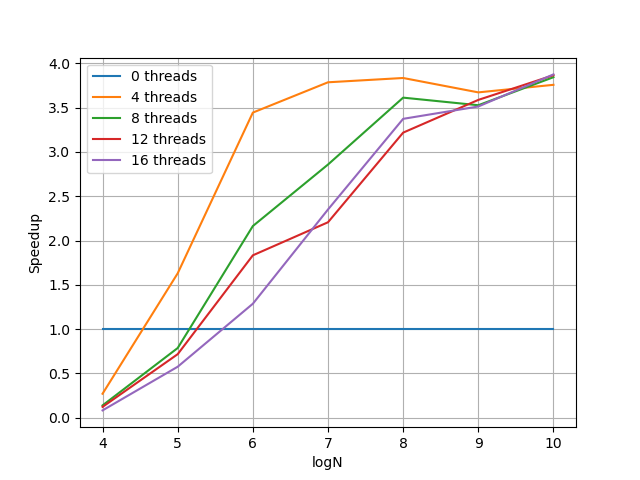 4.0
3.5
3.0
2.5
2.0
1.5
1.0
0.5
0.0
Speedup
0 threads
4 threads
8 threads
12 threads
16 threads
4 5 6 7 8 9 10
logN